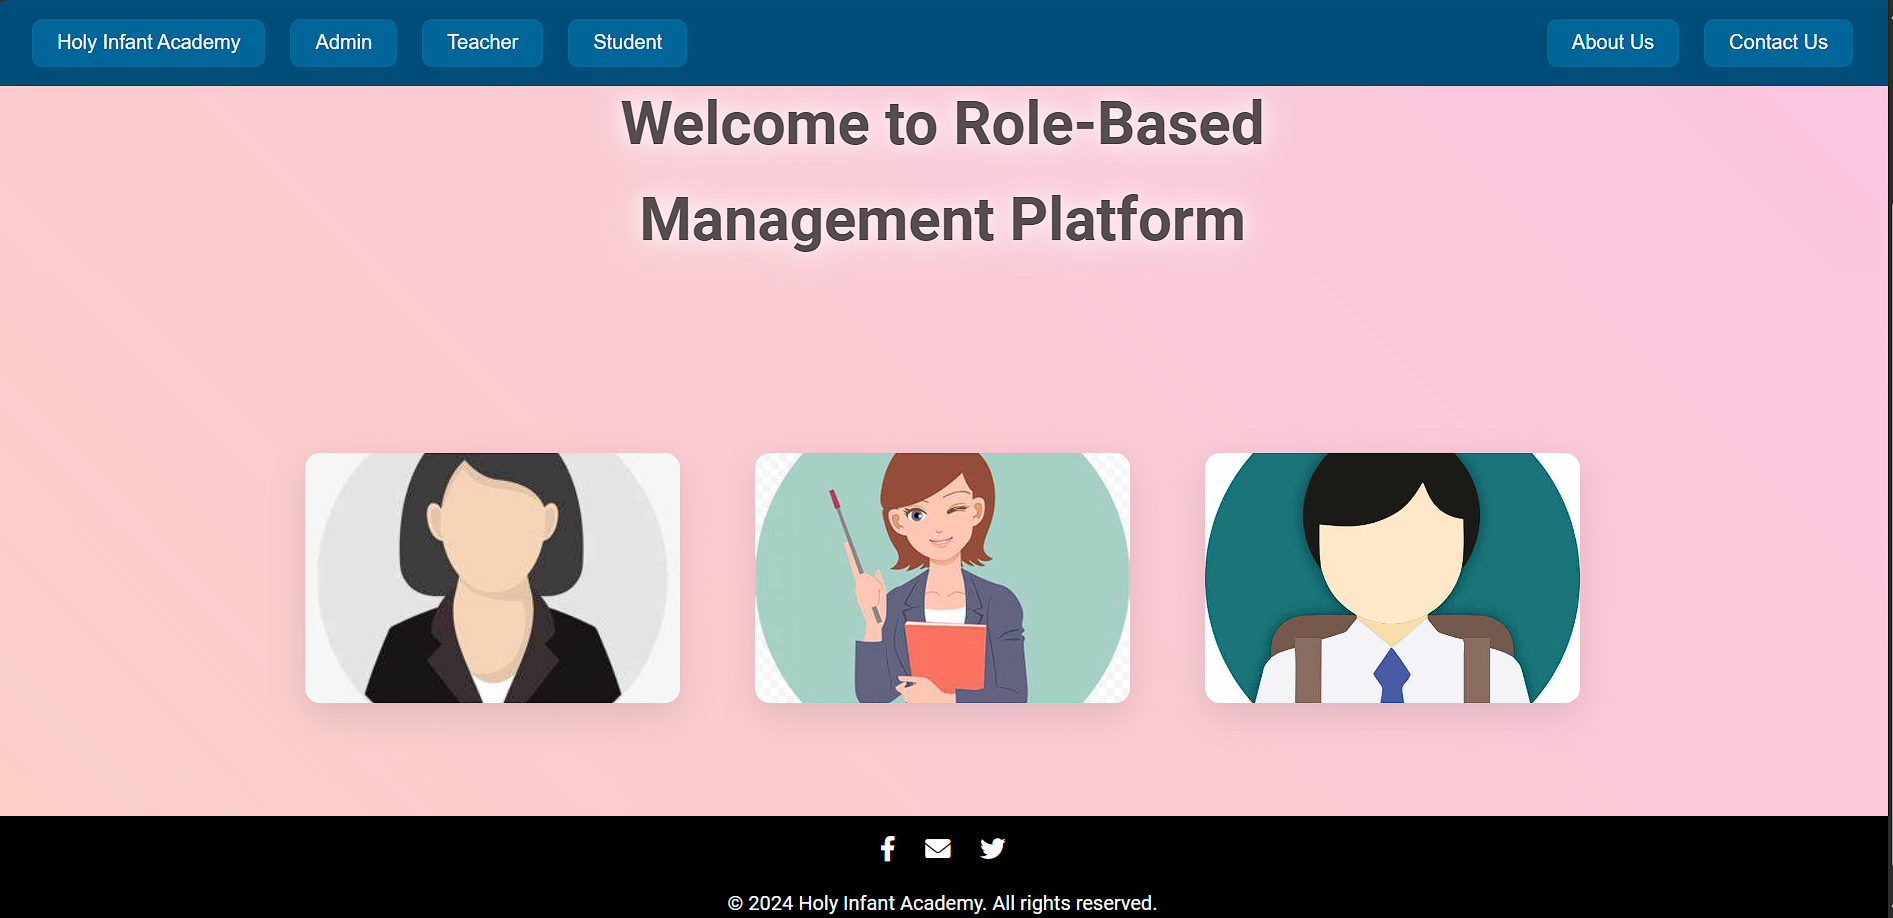 Holy Infant Academy
Admin
Teacher
Student
About Us
Contact Us
Welcome to Role-Based
Management Platform
© 2024 Holy Infant Academy. All rights reserved.